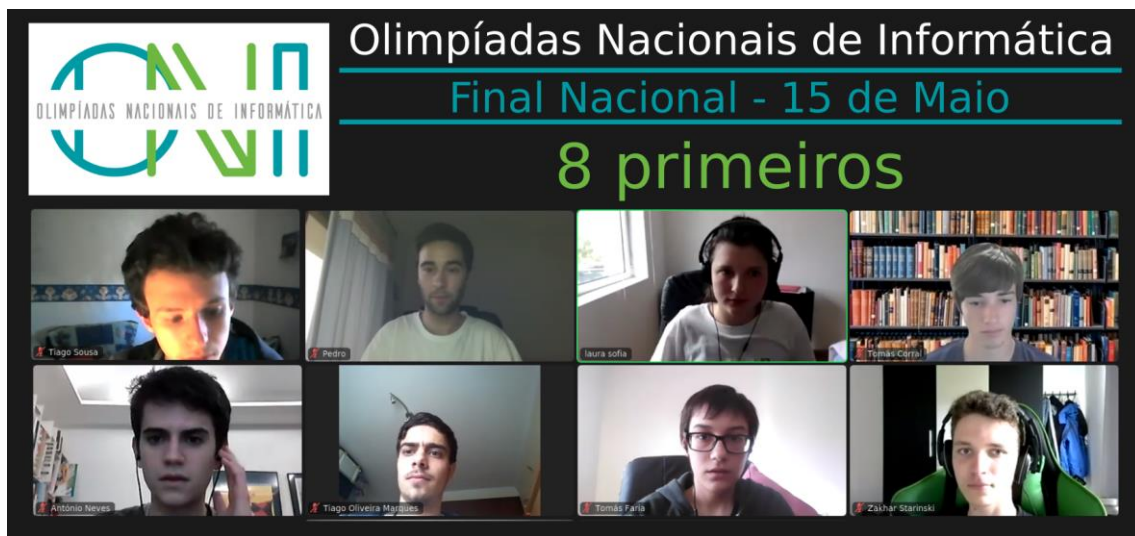 Olimpíadas Nacionais de Informática
OLIMPÍADAS NACIONAIS DE INFORMÁTICA
Final Nacional - 15 de Maio
8 primeiros
Tiago Sousa
Pedro
laura sofia
Tomás Corral
António Neves
Tiago Oliveira Marques
Tomás Faria
Zakhar Starinski